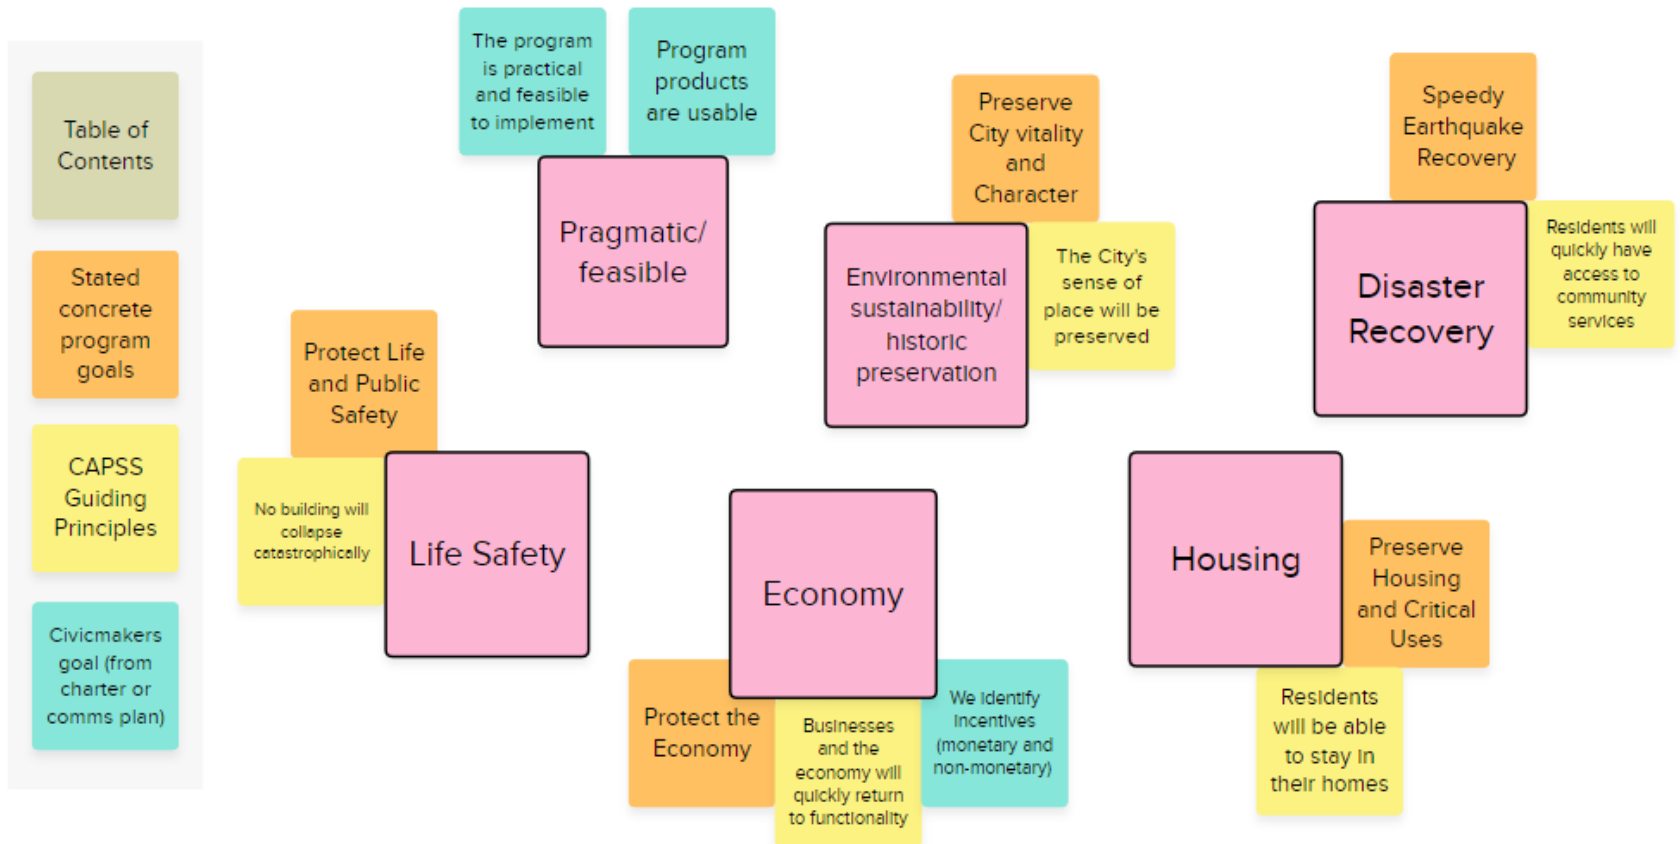 Table of
Contents
Stated
concrete
program
goals
CAPSS
Guiding
Principles
Civicmakers
goal (from
charter or
comms plan)
The program
is practical
and feasible
to implement
Program
products
are usable
Pragmatic/
feasible
Preserve
City vitality
and
Character
The City's
sense of
place will be
preserved
Environmental
sustainability/
historic
preservation
Speedy
Earthquake
Recovery
Residents will
quickly have
access to
community
services
Disaster
Recovery
Protect Life
and Public
Safety
No building will
collapse
catastrophically
Life Safety
Economy
Protect the
Economy
Businesses
and the
economy will
quickly return
to functionality
We identify
incentives
(monetary and
non-monetary)
Housing
Preserve
Housing
and Critical
Uses
Residents
will be able
to stay in
their homes